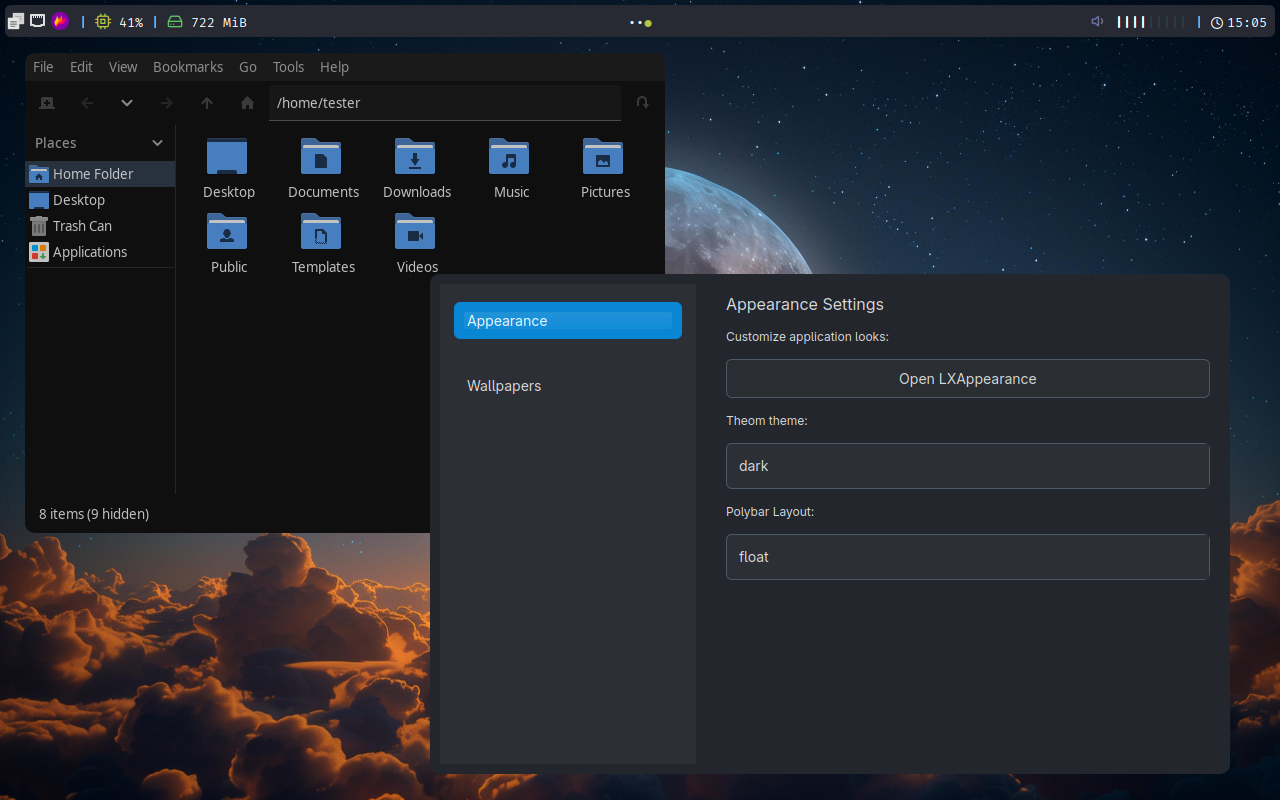 41% 722 MiB 15:05
File Edit View Bookmarks Go Tools Help
/home/tester
Places
Home Folder
Desktop
Trash Can
Applications
Desktop Documents Downloads Music Pictures
Public Templates Videos
8 items (9 hidden)
Appearance
Wallpapers
Appearance Settings
Customize application looks:
Open LXAppearance
Theom theme:
dark
Polybar Layout:
float